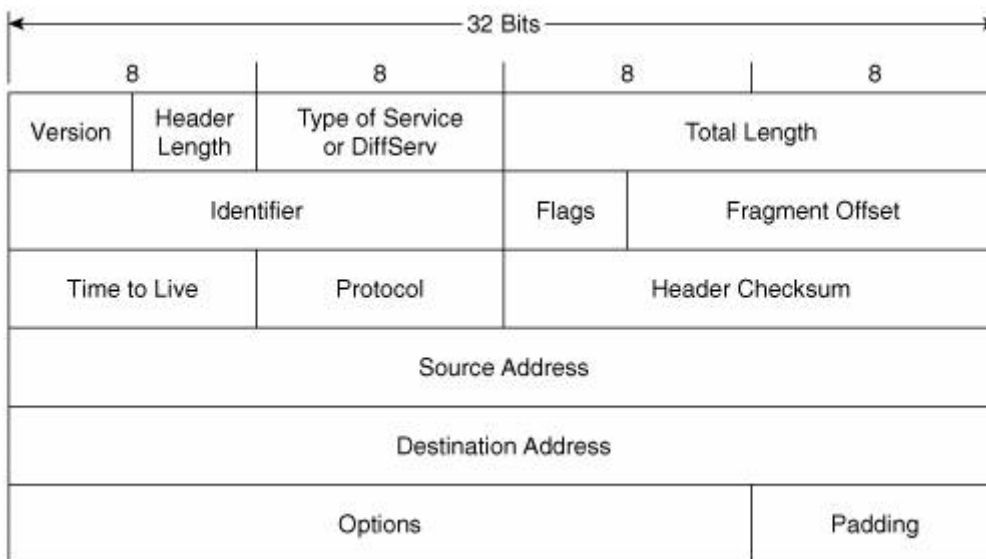 32 Bits
8 8 8 8
Version Header Length Type of Service or DiffServ Total Length
Identifier Flags Fragment Offset
Time to Live Protocol Header Checksum
Source Address
Destination Address
Options Padding